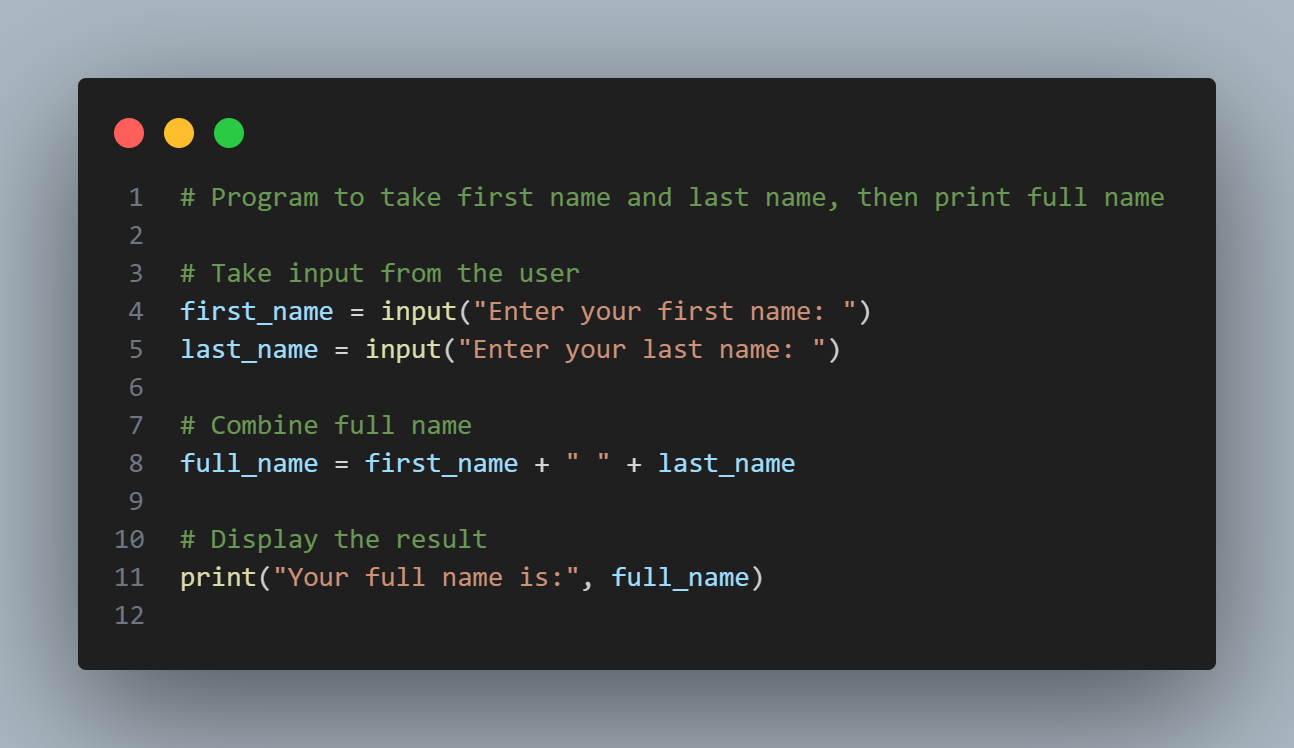 1 # Program to take first name and last name, then print full name
2
3 # Take input from the user
4 first_name = input("Enter your first name: ")
5 last_name = input("Enter your last name: ")
6
7 # Combine full name
8 full_name = first_name + " " + last_name
9
10 # Display the result
11 print("Your full name is:", full_name)
12